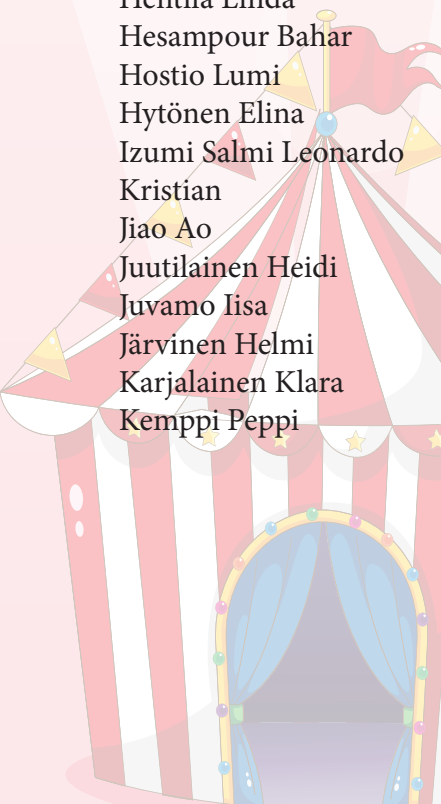 Hesampour Bahar
Hostio Lumi
Hytönen Elina
Izumi Salmi Leonardo
Kristian
Jiao Ao
Juutilainen Heidi
Juvamo Iisa
Järvinen Helmi
Karjalainen Klara
Kemppi Peppi